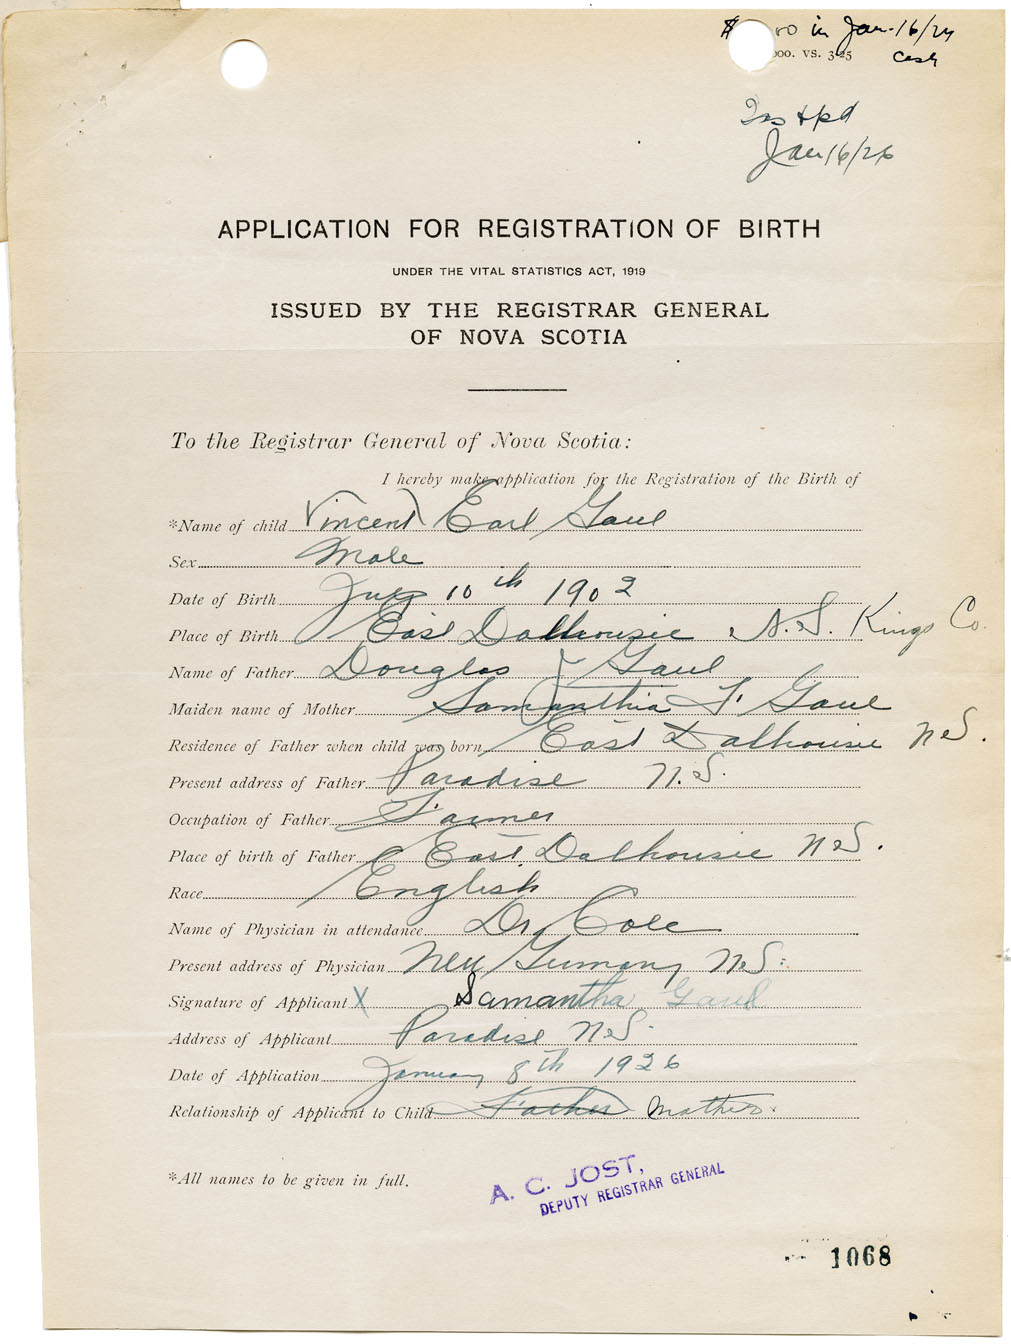 in Jan. 16/26
000. vs. 3-25 Cash
Ins & pd
Jan 16/26
APPLICATION FOR REGISTRATION OF BIRTH
UNDER THE VITAL STATISTICS ACT, 1919
ISSUED BY THE REGISTRAR GENERAL
OF NOVA SCOTIA
To the Registrar General of Nova Scotia:
I hereby make application for the Registration of the Birth of
*Name of child Vincent Earl Gaul
Sex Male
Date of Birth July 10th 1902
Place of Birth East Dalhousie N.S. Kings Co.
Name of Father Douglas J Gaul
Maiden name of Mother Samanthia F. Gaul
Residence of Father when child was born East Dalhousie N.S.
Present address of Father Paradise N.S.
Occupation of Father Farmer
Place of birth of Father East Dalhousie N.S.
Race English
Name of Physician in attendance Dr Cole
Present address of Physician New Germany N.S.
Signature of Applicant X Samantha Gaul
Address of Applicant Paradise N.S.
Date of Application January 8th 1926
Relationship of Applicant to Child Father Mother.
*All names to be given in full.
A. C. JOST,
DEPUTY REGISTRAR GENERAL
1068